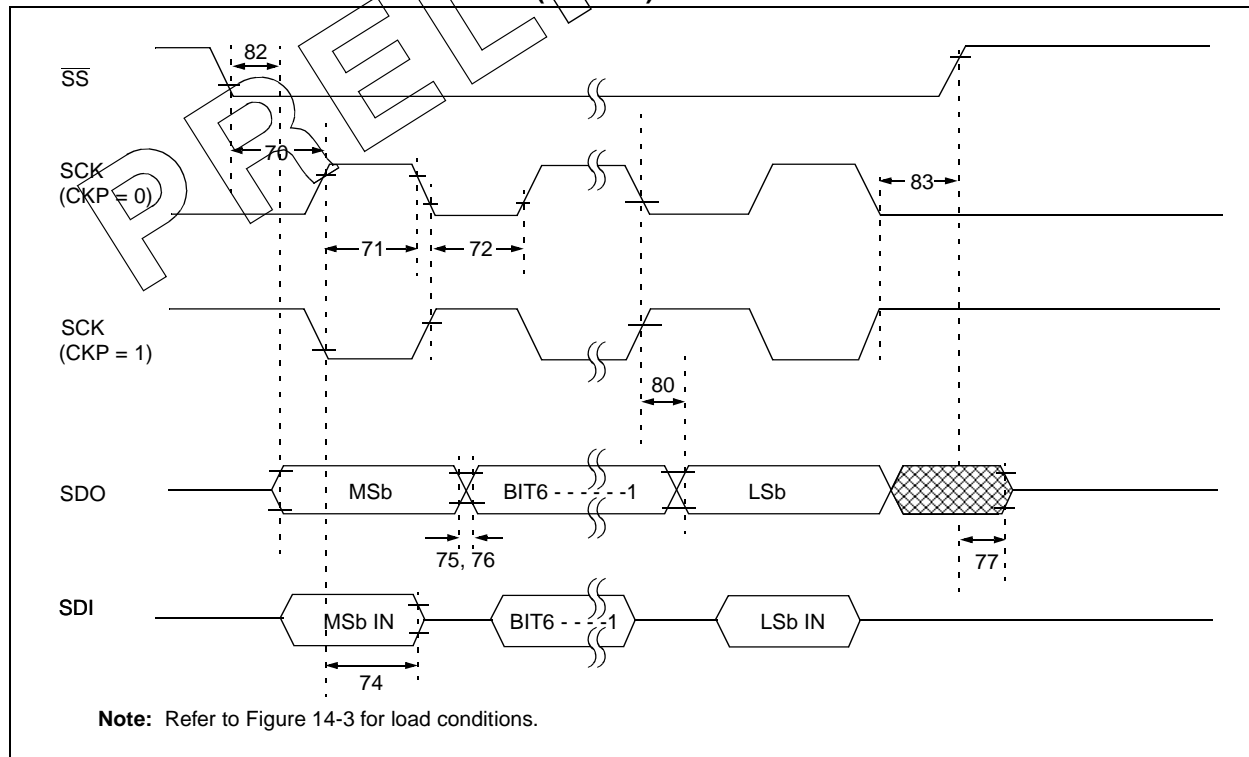 PREL
82
SS
70
SCK
(CKP = 0)
83
71
72
SCK
(CKP = 1)
80
SDO
MSb
BIT6 - - - - - -1
LSb
75, 76
77
SDI
MSb IN
BIT6 - - - -1
LSb IN
74
Note: Refer to Figure 14-3 for load conditions.